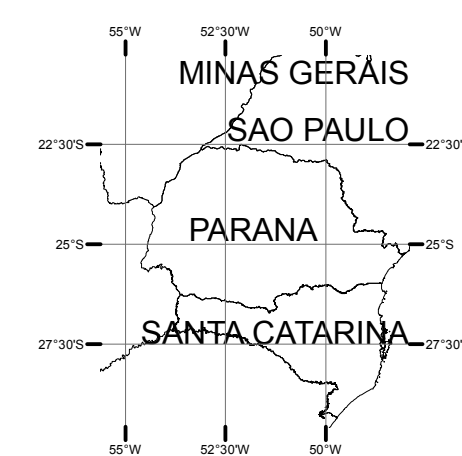 55°W 52°30'W 50°W
MINAS GERAIS
SAO PAULO
22°30'S 22°30'S
PARANA
25°S 25°S
SANTA CATARINA
27°30'S 27°30'S
55°W 52°30'W 50°W